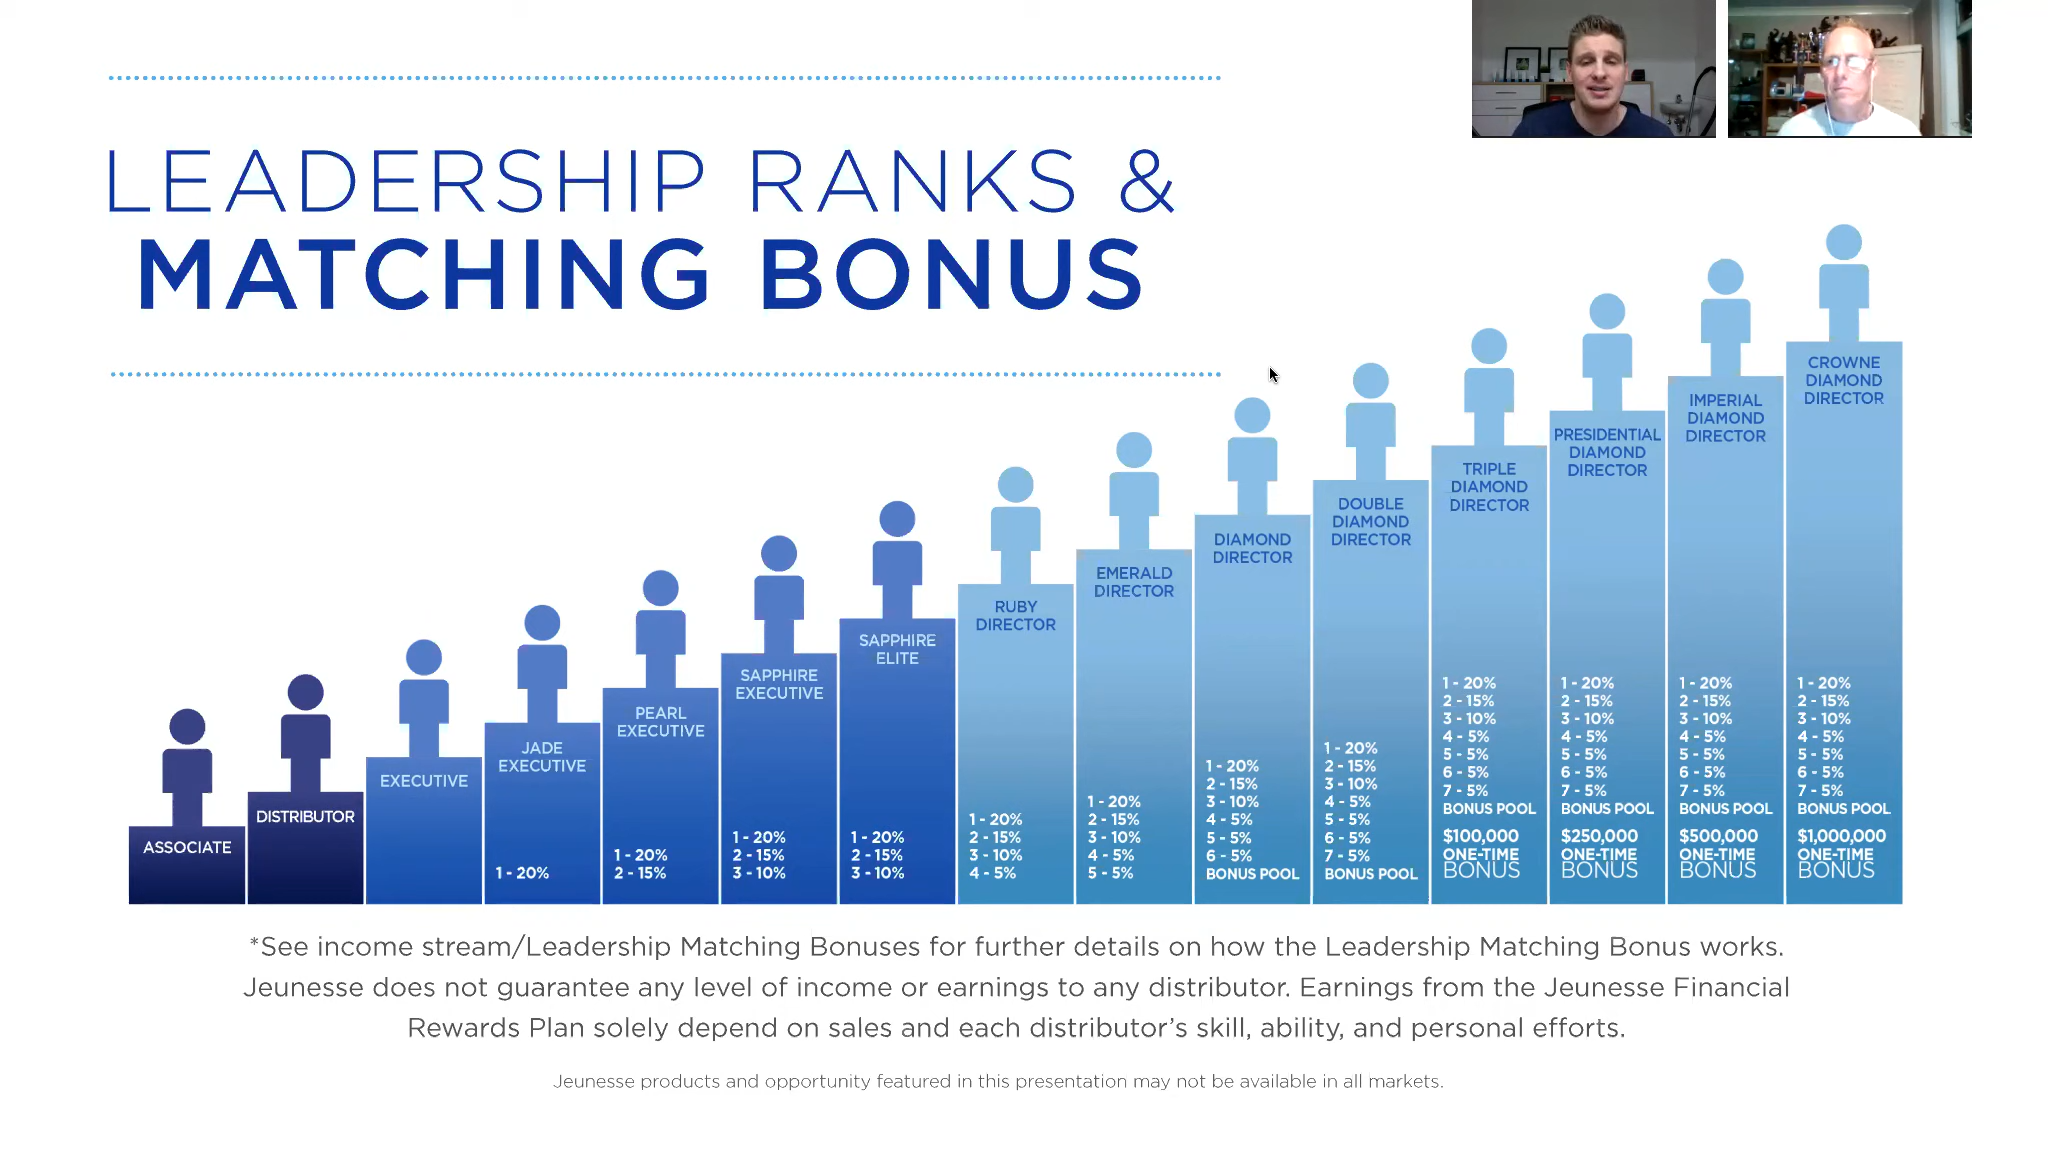 LEADERSHIP RANKS &
MATCHING BONUS
ASSOCIATE
DISTRIBUTOR
EXECUTIVE
JADE
EXECUTIVE
1 - 20%
PEARL
EXECUTIVE
1 - 20%
2 - 15%
SAPPHIRE
EXECUTIVE
1 - 20%
2 - 15%
3 - 10%
SAPPHIRE
ELITE
1 - 20%
2 - 15%
3 - 10%
RUBY
DIRECTOR
1 - 20%
2 - 15%
3 - 10%
4 - 5%
EMERALD
DIRECTOR
1 - 20%
2 - 15%
3 - 10%
4 - 5%
5 - 5%
DIAMOND
DIRECTOR
1 - 20%
2 - 15%
3 - 10%
4 - 5%
5 - 5%
6 - 5%
BONUS POOL
DOUBLE
DIAMOND
DIRECTOR
1 - 20%
2 - 15%
3 - 10%
4 - 5%
5 - 5%
6 - 5%
7 - 5%
BONUS POOL
TRIPLE
DIAMOND
DIRECTOR
1 - 20%
2 - 15%
3 - 10%
4 - 5%
5 - 5%
6 - 5%
7 - 5%
BONUS POOL
$100,000
ONE-TIME
BONUS
PRESIDENTIAL
DIAMOND
DIRECTOR
1 - 20%
2 - 15%
3 - 10%
4 - 5%
5 - 5%
6 - 5%
7 - 5%
BONUS POOL
$250,000
ONE-TIME
BONUS
IMPERIAL
DIAMOND
DIRECTOR
1 - 20%
2 - 15%
3 - 10%
4 - 5%
5 - 5%
6 - 5%
7 - 5%
BONUS POOL
$500,000
ONE-TIME
BONUS
CROWNE
DIAMOND
DIRECTOR
1 - 20%
2 - 15%
3 - 10%
4 - 5%
5 - 5%
6 - 5%
7 - 5%
BONUS POOL
$1,000,000
ONE-TIME
BONUS
*See income stream/Leadership Matching Bonuses for further details on how the Leadership Matching Bonus works.
Jeunesse does not guarantee any level of income or earnings to any distributor. Earnings from the Jeunesse Financial
Rewards Plan solely depend on sales and each distributor's skill, ability, and personal efforts.
Jeunesse products and opportunity featured in this presentation may not be available in all markets.